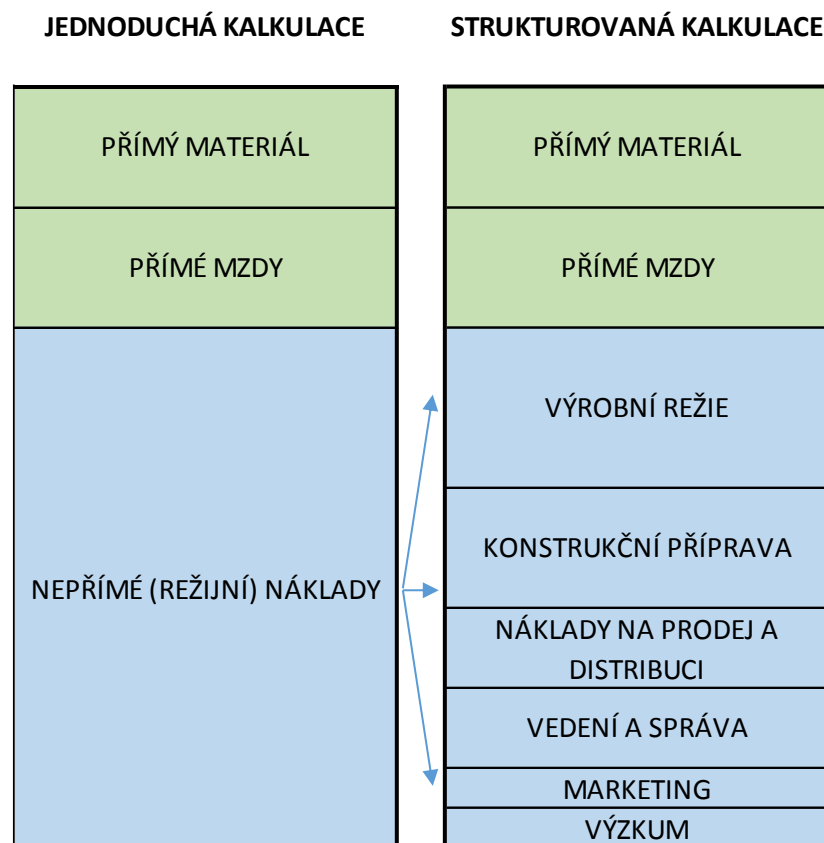 JEDNODUCHÁ KALKULACE
PŘÍMÝ MATERIÁL
PŘÍMÉ MZDY
NEPŘÍMÉ (REŽIJNÍ) NÁKLADY
STRUKTUROVANÁ KALKULACE
PŘÍMÝ MATERIÁL
PŘÍMÉ MZDY
VÝROBNÍ REŽIE
KONSTRUKČNÍ PŘÍPRAVA
NÁKLADY NA PRODEJ A
DISTRIBUCI
VEDENÍ A SPRÁVA
MARKETING
VÝZKUM